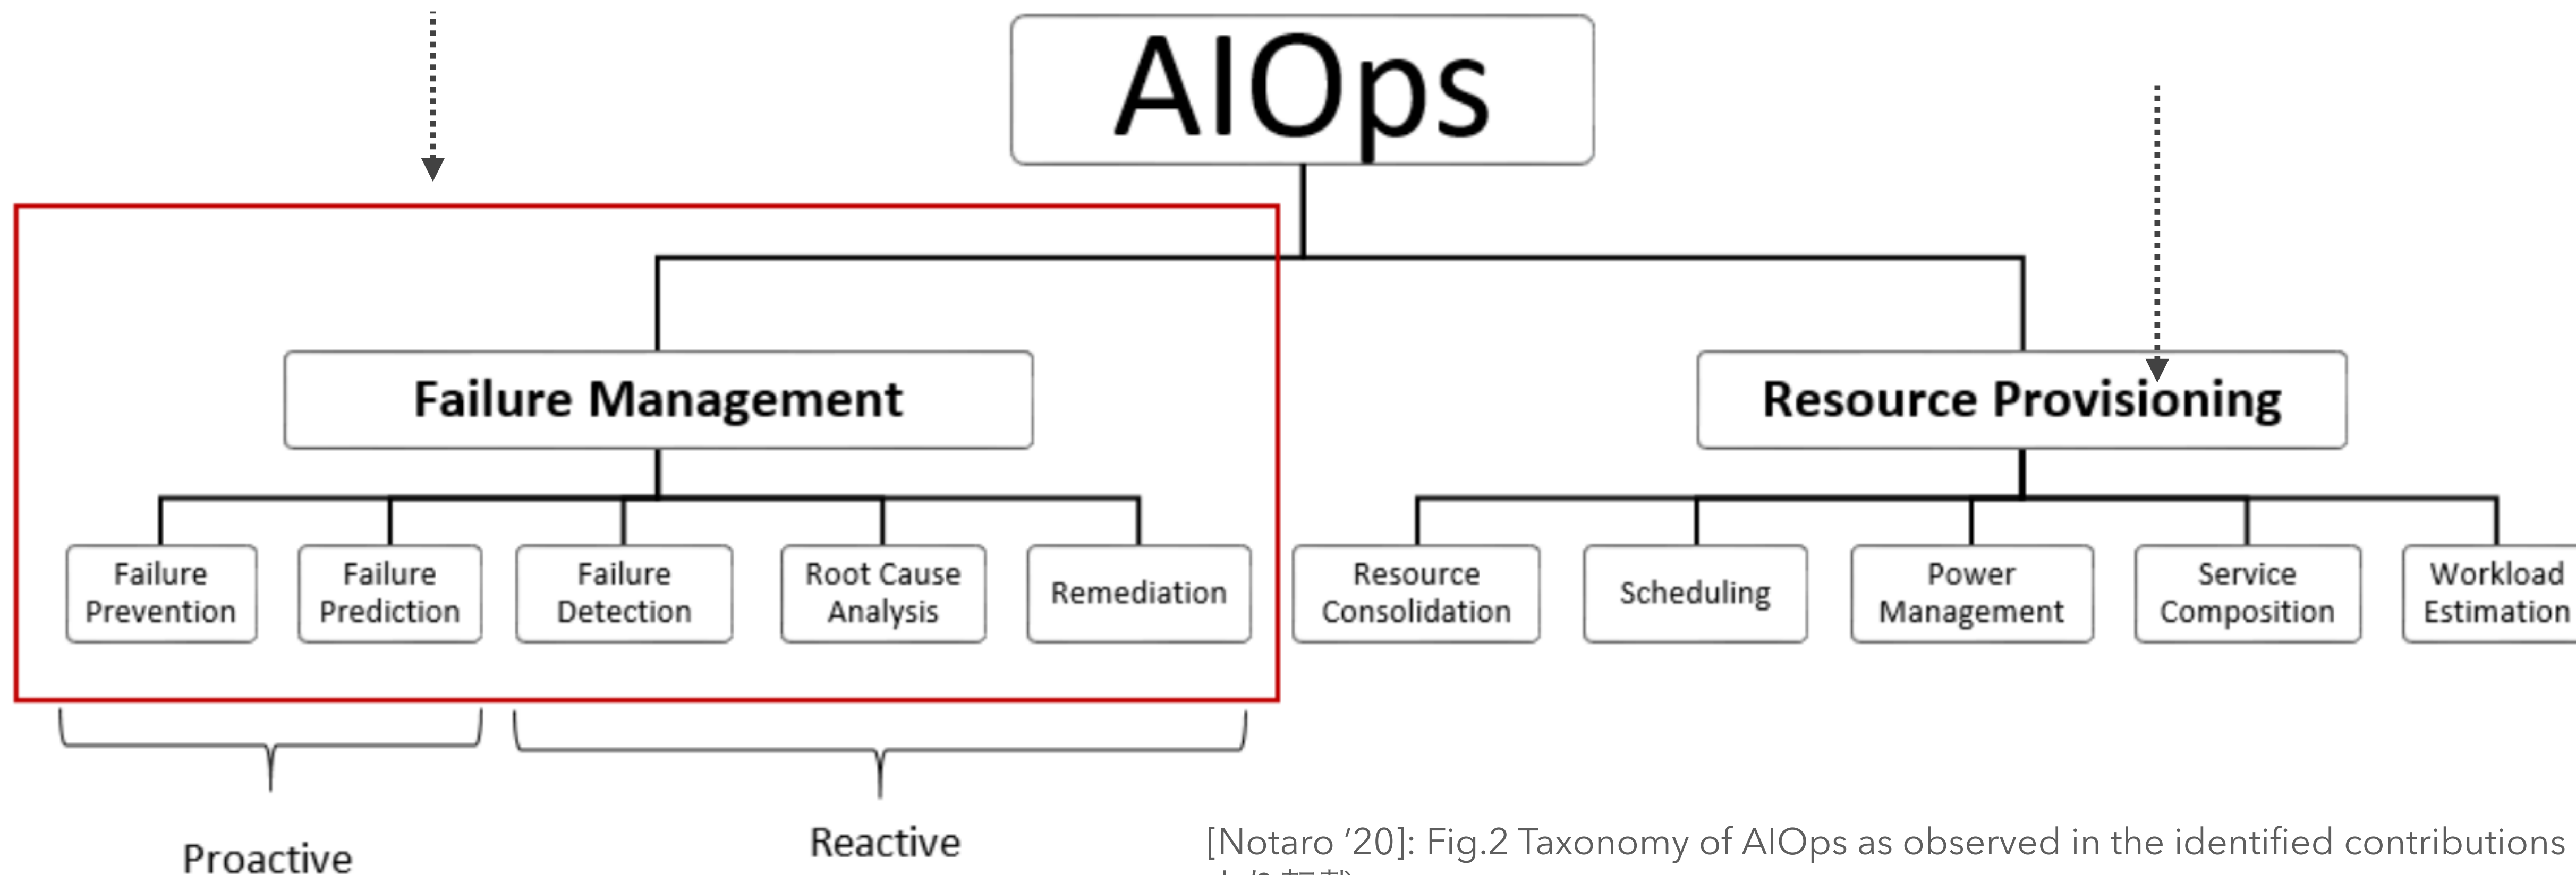 AIOps
Failure Management
Resource Provisioning
Failure
Prevention
Failure
Prediction
Failure
Detection
Root Cause
Analysis
Remediation
Resource
Consolidation
Scheduling
Power
Management
Service
Composition
Workload
Estimation
Proactive
Reactive
[Notaro ’20]: Fig.2 Taxonomy of AIOps as observed in the identified contributions